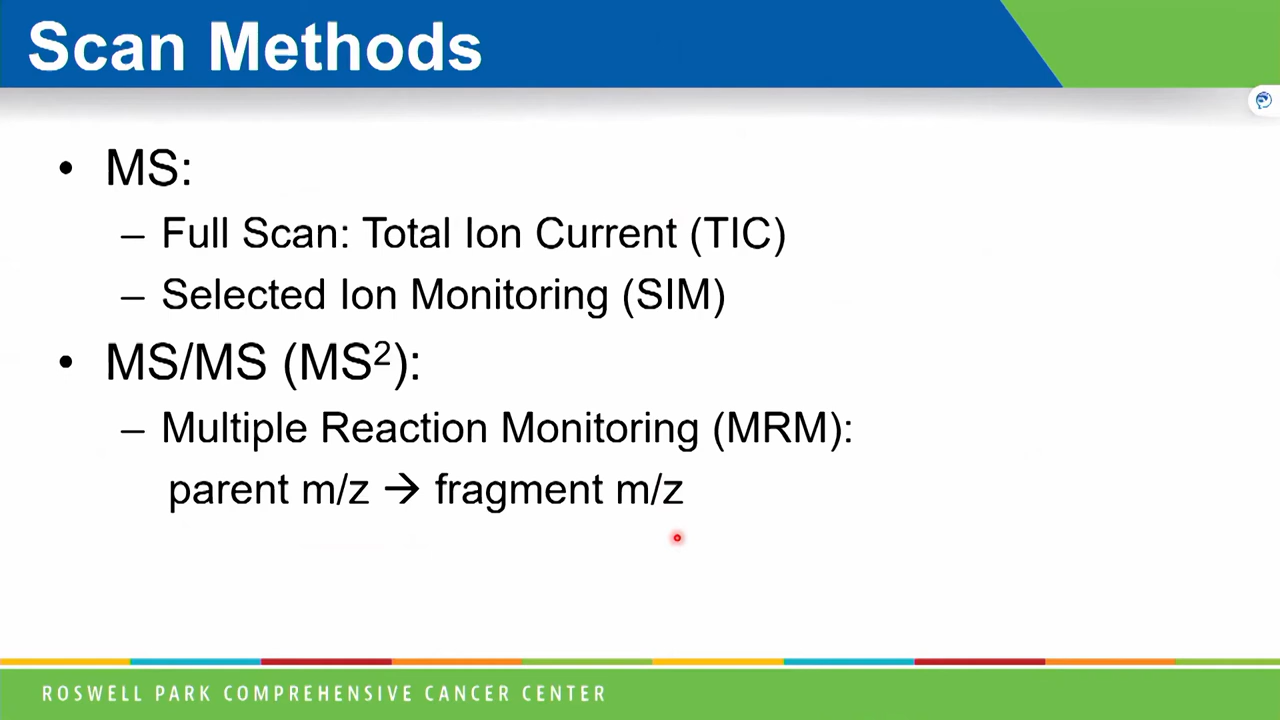 Scan Methods
• MS:
– Full Scan: Total Ion Current (TIC)
– Selected Ion Monitoring (SIM)
• MS/MS (MS²):
– Multiple Reaction Monitoring (MRM):
parent m/z → fragment m/z
ROSWELL PARK COMPREHENSIVE CANCER CENTER